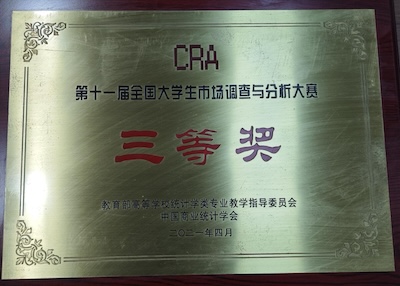 CRA
第十一届全国大学生市场调查与分析大赛
三等奖
教育部高等学校统计学类专业教学指导委员会
中国商业统计学会
二〇二一年四月